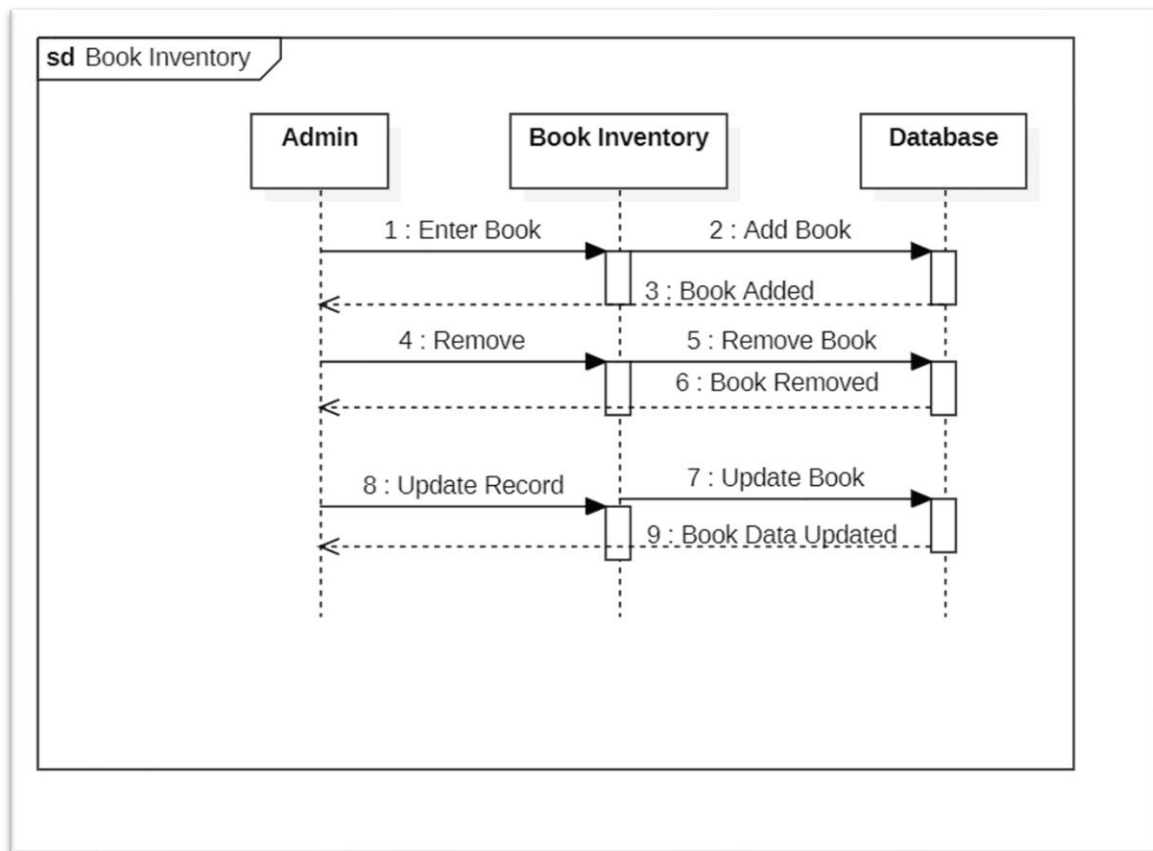 sd Book Inventory
Admin
Book Inventory
Database
1 : Enter Book
2 : Add Book
3 : Book Added
4 : Remove
5 : Remove Book
6 : Book Removed
8 : Update Record
7 : Update Book
9 : Book Data Updated